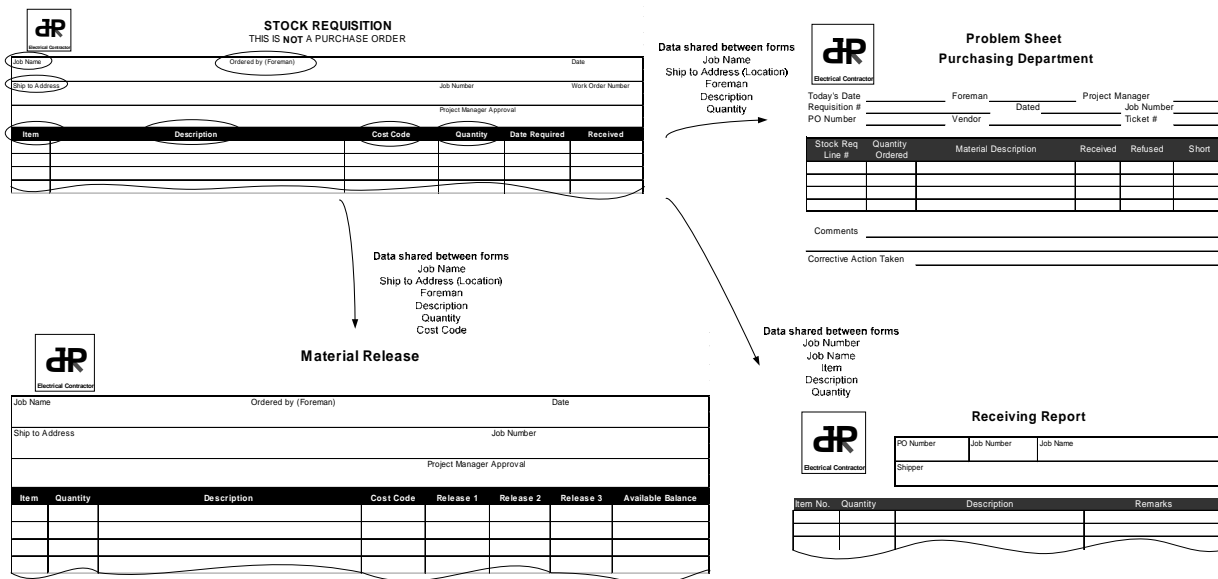 JR
Electrical Contractor
STOCK REQUISITION
THIS IS NOT A PURCHASE ORDER
Job Name Ordered by (Foreman) Date
Ship to Address Job Number Work Order Number
Project Manager Approval
Item Description Cost Code Quantity Date Required Received
Data shared between forms
Job Name
Ship to Address (Location)
Foreman
Description
Quantity
JR
Electrical Contractor
Problem Sheet
Purchasing Department
Today's Date Foreman Project Manager
Requisition # Dated Job Number
PO Number Vendor Ticket #
Stock Req Line # Quantity Ordered Material Description Received Refused Short
Comments
Corrective Action Taken
Data shared between forms
Job Name
Ship to Address (Location)
Foreman
Description
Quantity
Cost Code
JR
Electrical Contractor
Material Release
Job Name Ordered by (Foreman) Date
Ship to Address Job Number
Project Manager Approval
Item Quantity Description Cost Code Release 1 Release 2 Release 3 Available Balance
Data shared between forms
Job Number
Job Name
Item
Description
Quantity
JR
Electrical Contractor
Receiving Report
PO Number Job Number Job Name
Shipper
Item No. Quantity Description Remarks